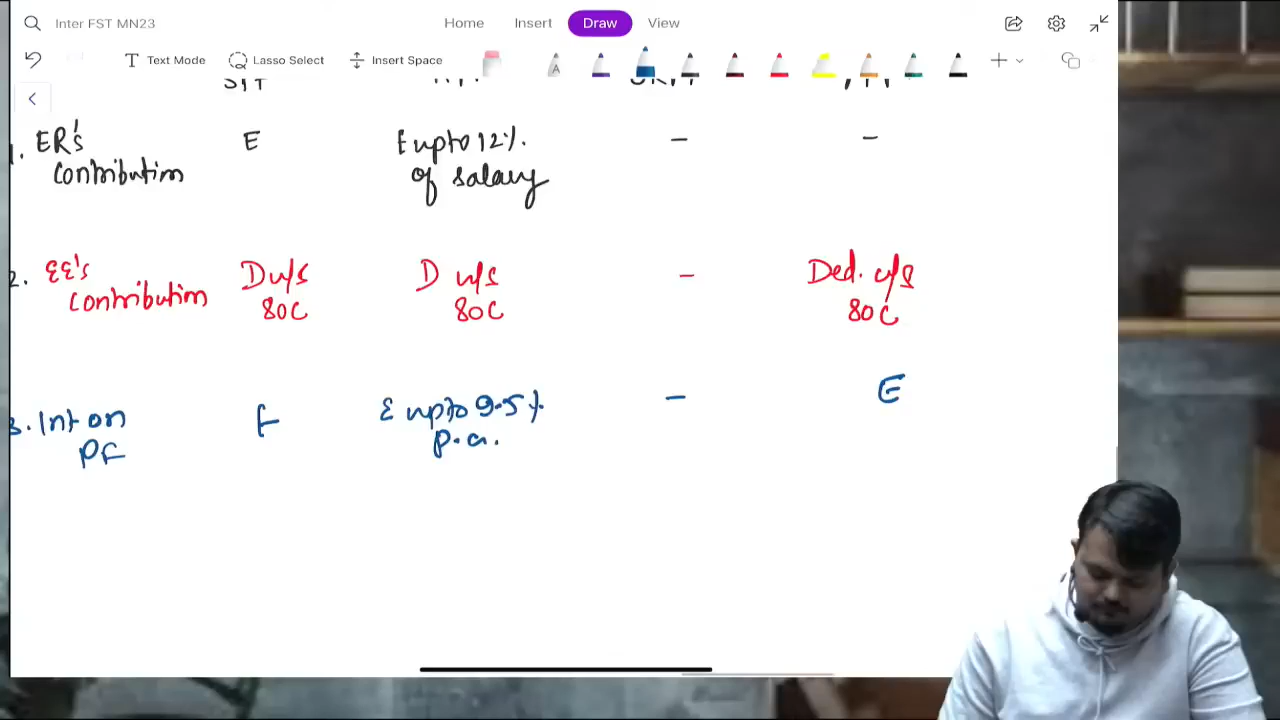 Inter FST MN23
Home Insert Draw View
Text Mode Lasso Select Insert Space
1. ER's E E upto 12% - -
contribution of salary
2. EE's D u/s D u/s - Ded. u/s
contribution 80C 80C 80C
3. Int on E E upto 9.5% - E
PF p.a.